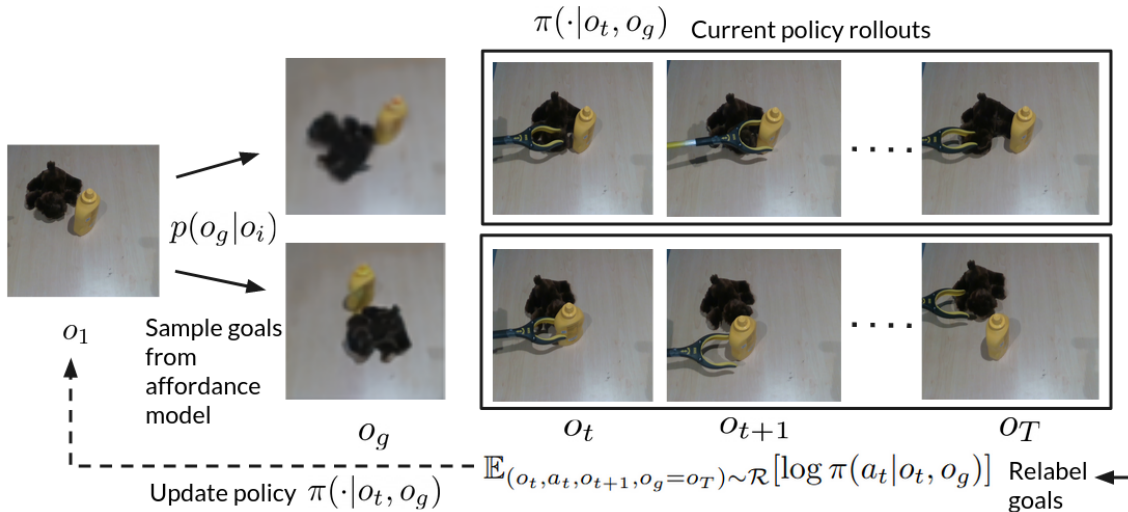 π(·|o_t, o_g) Current policy rollouts
p(o_g|o_i)
o_1
Sample goals
from
affordance
model
o_g
o_t
o_{t+1}
o_T
. . . .
. . . .
𝔼_{(o_t,a_t,o_{t+1},o_g=o_T)∼ℛ}[log π(a_t|o_t, o_g)]
Relabel
goals
Update policy π(·|o_t, o_g)